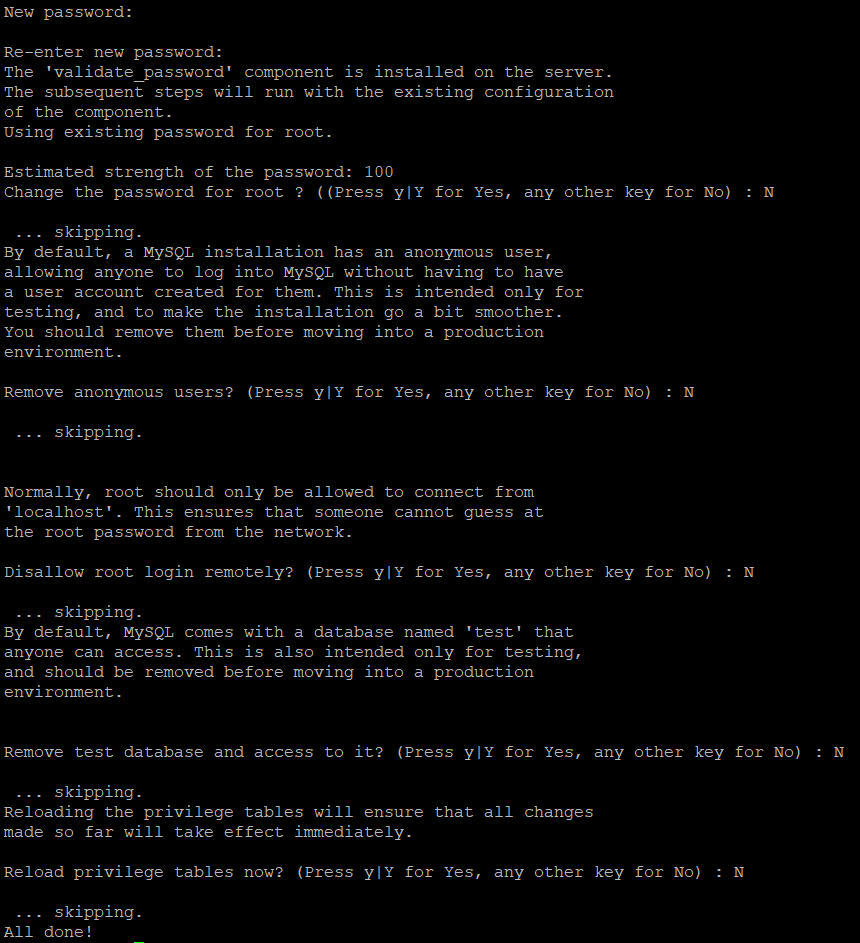 New password:
Re-enter new password:
The 'validate_password' component is installed on the server.
The subsequent steps will run with the existing configuration
of the component.
Using existing password for root.
Estimated strength of the password: 100
Change the password for root ? ((Press y|Y for Yes, any other key for No) : N
... skipping.
By default, a MySQL installation has an anonymous user,
allowing anyone to log into MySQL without having to have
a user account created for them. This is intended only for
testing, and to make the installation go a bit smoother.
You should remove them before moving into a production
environment.
Remove anonymous users? (Press y|Y for Yes, any other key for No) : N
... skipping.
Normally, root should only be allowed to connect from
'localhost'. This ensures that someone cannot guess at
the root password from the network.
Disallow root login remotely? (Press y|Y for Yes, any other key for No) : N
... skipping.
By default, MySQL comes with a database named 'test' that
anyone can access. This is also intended only for testing,
and should be removed before moving into a production
environment.
Remove test database and access to it? (Press y|Y for Yes, any other key for No) : N
... skipping.
Reloading the privilege tables will ensure that all changes
made so far will take effect immediately.
Reload privilege tables now? (Press y|Y for Yes, any other key for No) : N
... skipping.
All done!